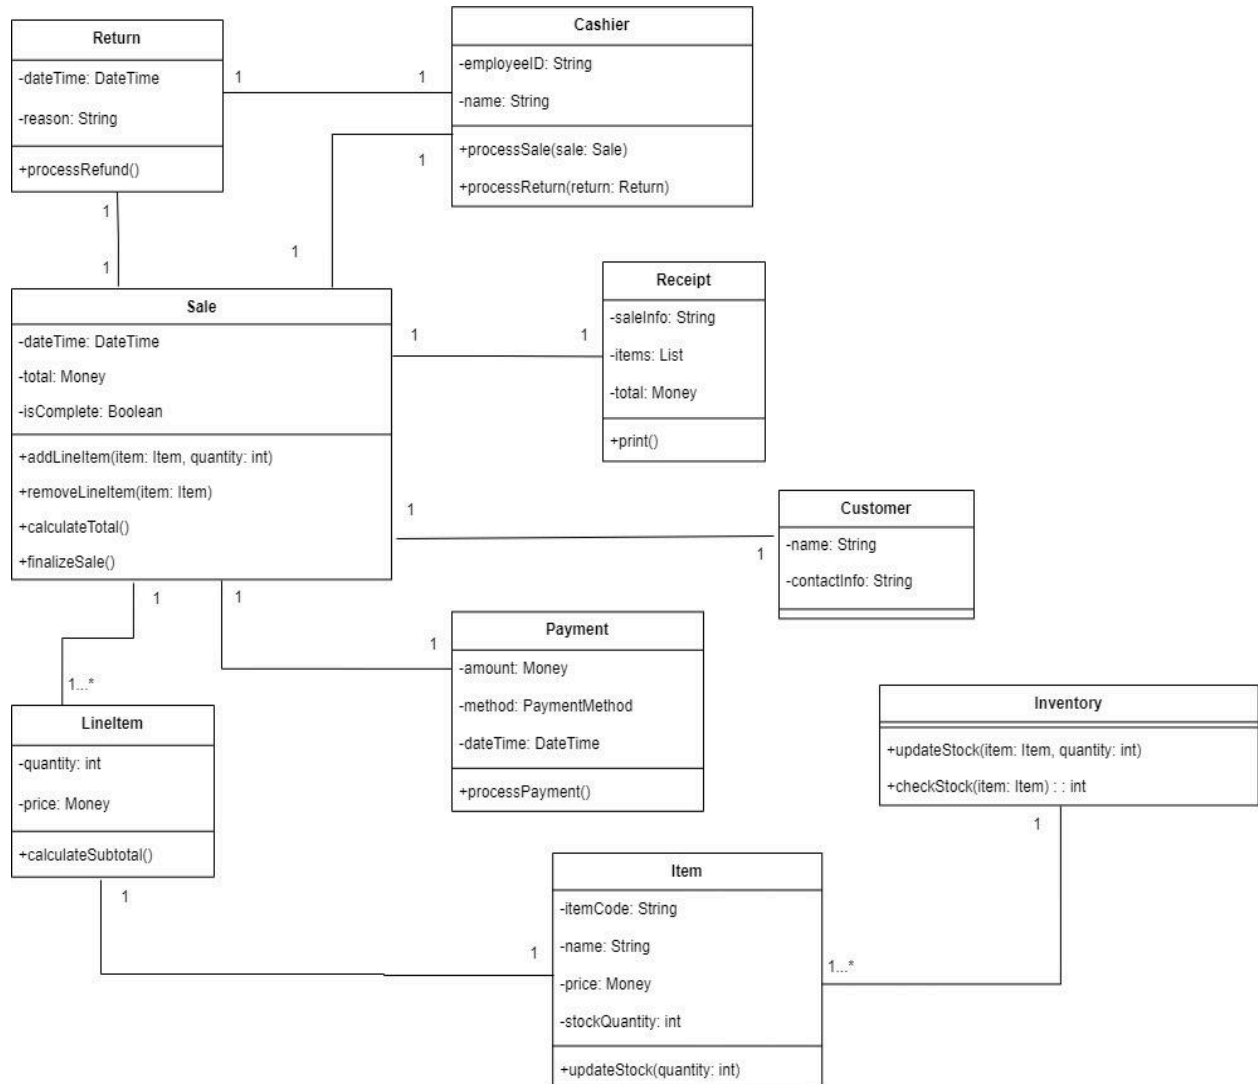 Return
-dateTime: DateTime
-reason: String
+processRefund()
Cashier
-employeeID: String
-name: String
+processSale(sale: Sale)
+processReturn(return: Return)
1
1
1
1
1
1
Sale
-dateTime: DateTime
-total: Money
-isComplete: Boolean
+addLineItem(item: Item, quantity: int)
+removeLineItem(item: Item)
+calculateTotal()
+finalizeSale()
1
1
Receipt
-saleInfo: String
-items: List
-total: Money
+print()
1
1
Customer
-name: String
-contactInfo: String
1
1
1
1...*
Payment
-amount: Money
-method: PaymentMethod
-dateTime: DateTime
+processPayment()
1
LineItem
-quantity: int
-price: Money
+calculateSubtotal()
Inventory
+updateStock(item: Item, quantity: int)
+checkStock(item: Item) : : int
1
1
1
1...*
Item
-itemCode: String
-name: String
-price: Money
-stockQuantity: int
+updateStock(quantity: int)